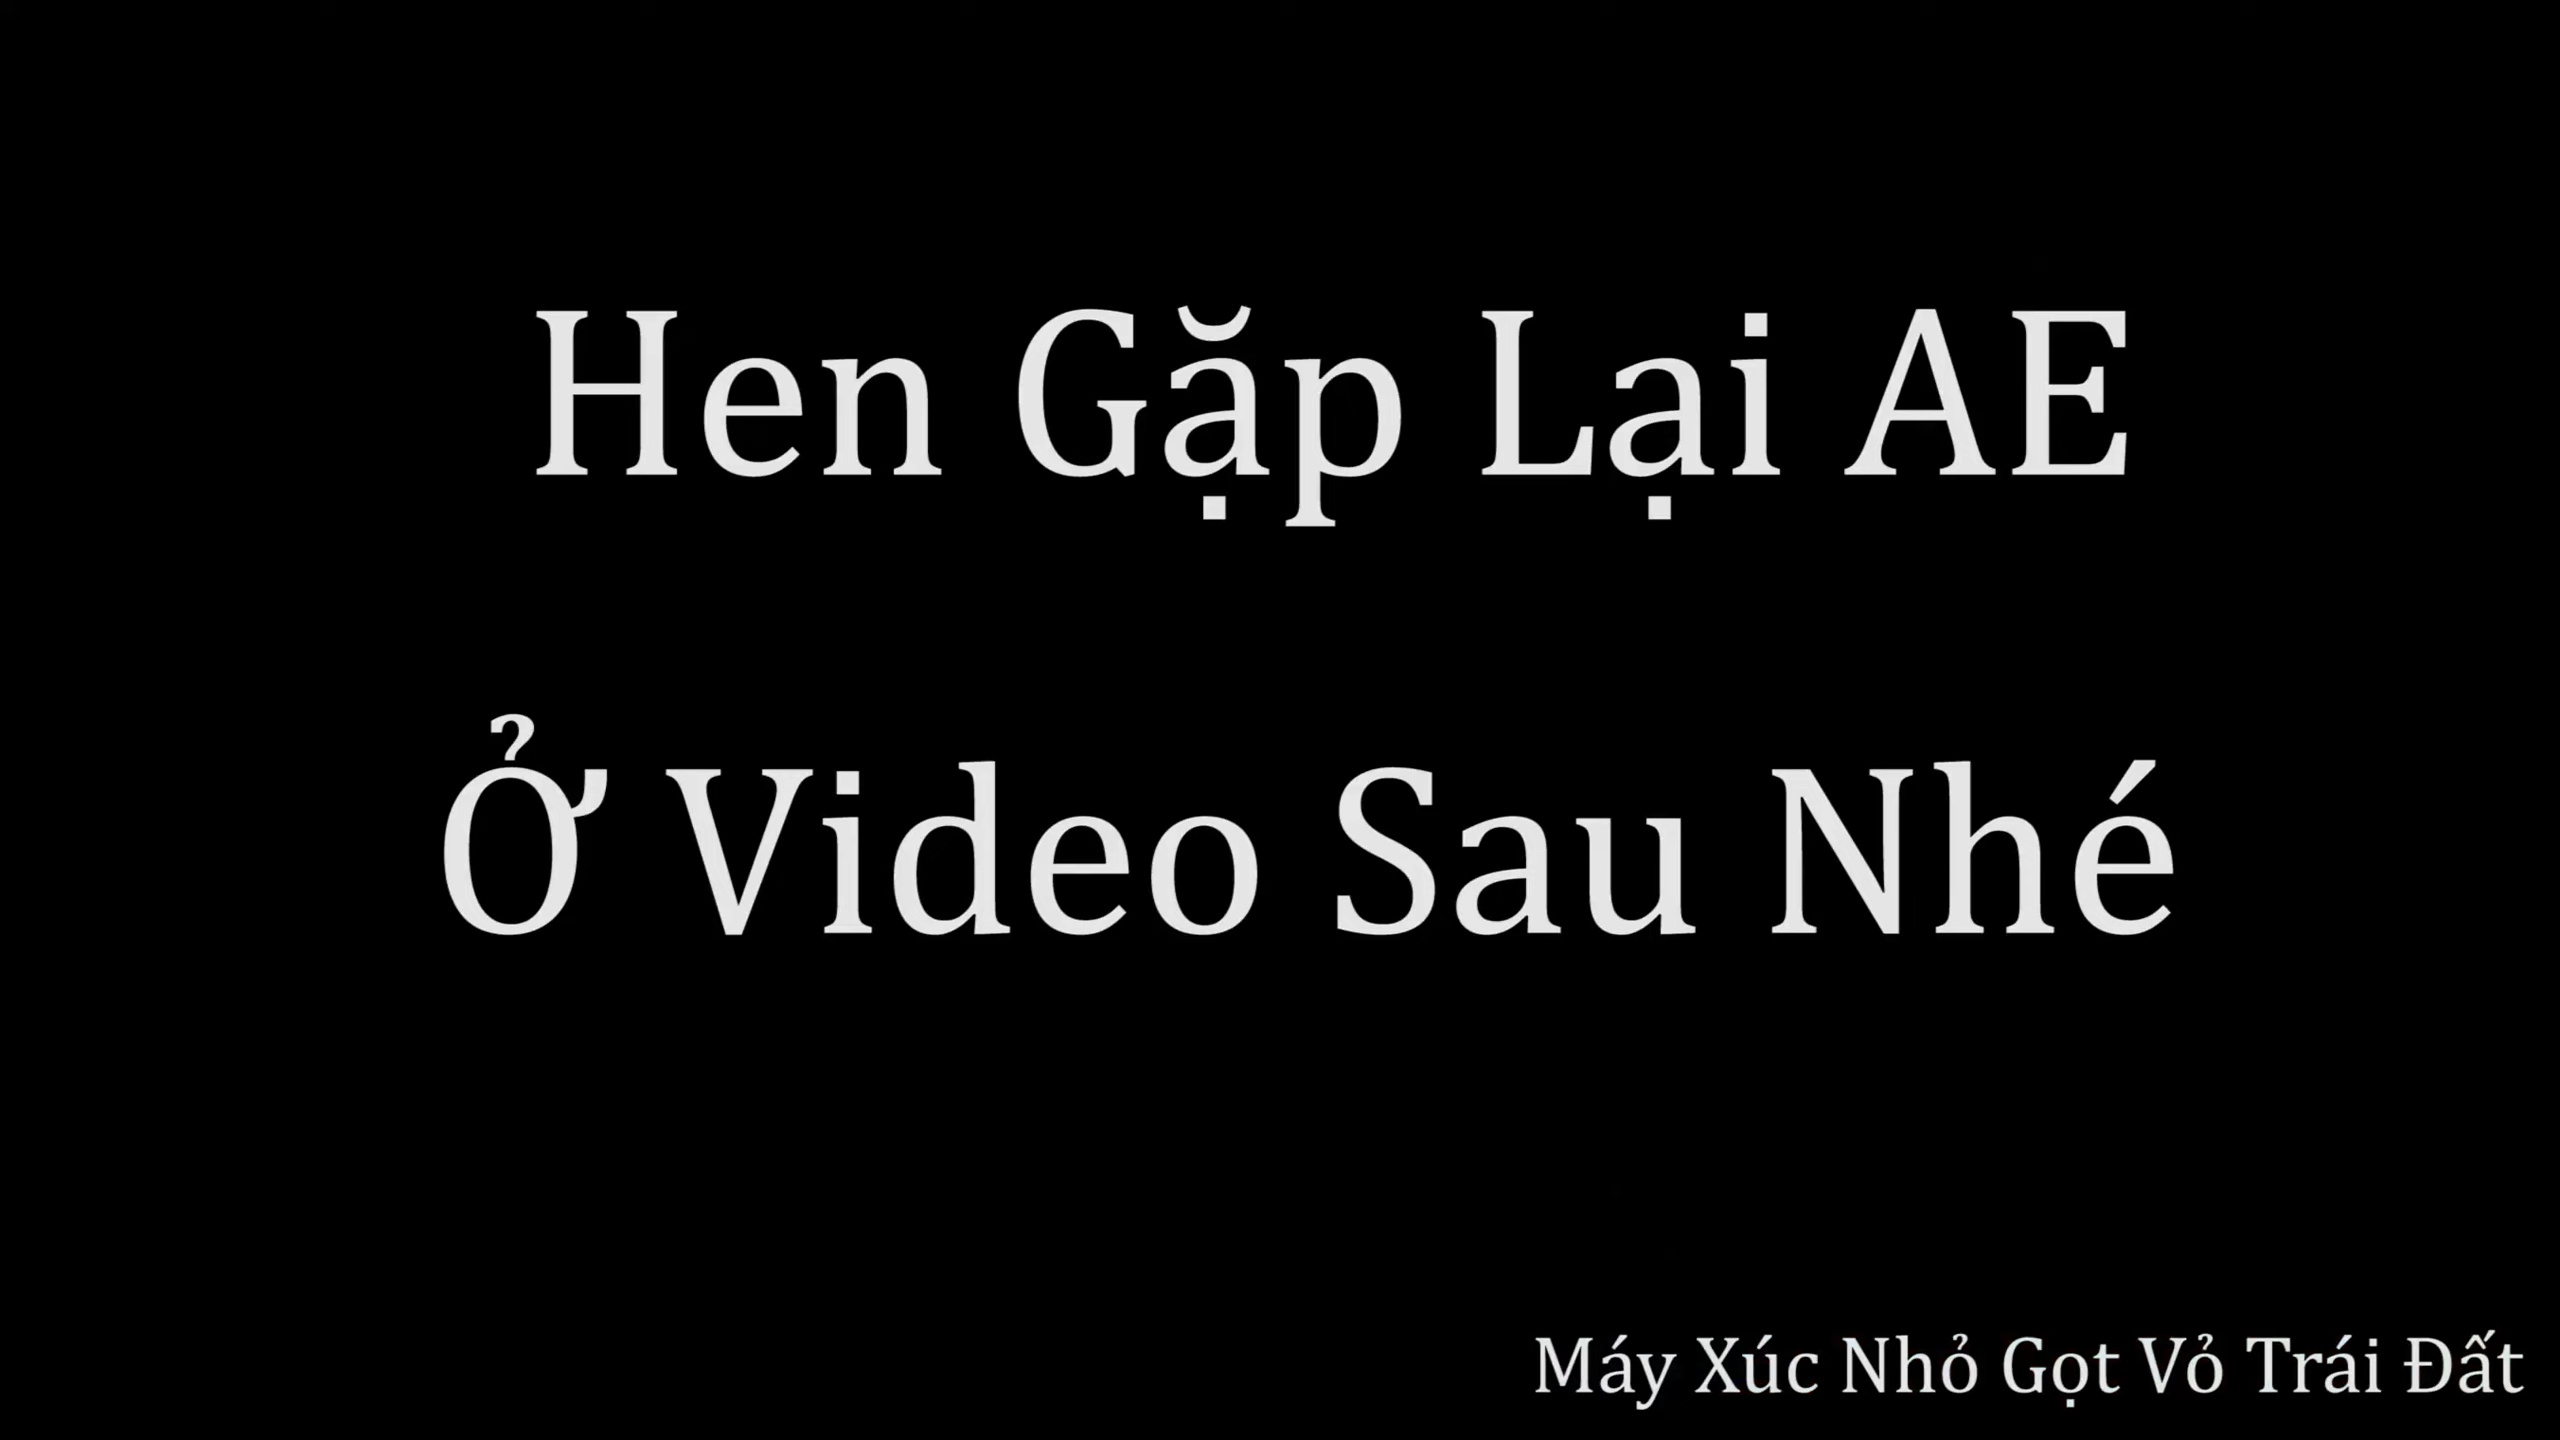 Hen Gặp Lại AE
Ở Video Sau Nhé
Máy Xúc Nhỏ Gọt Vỏ Trái Đất